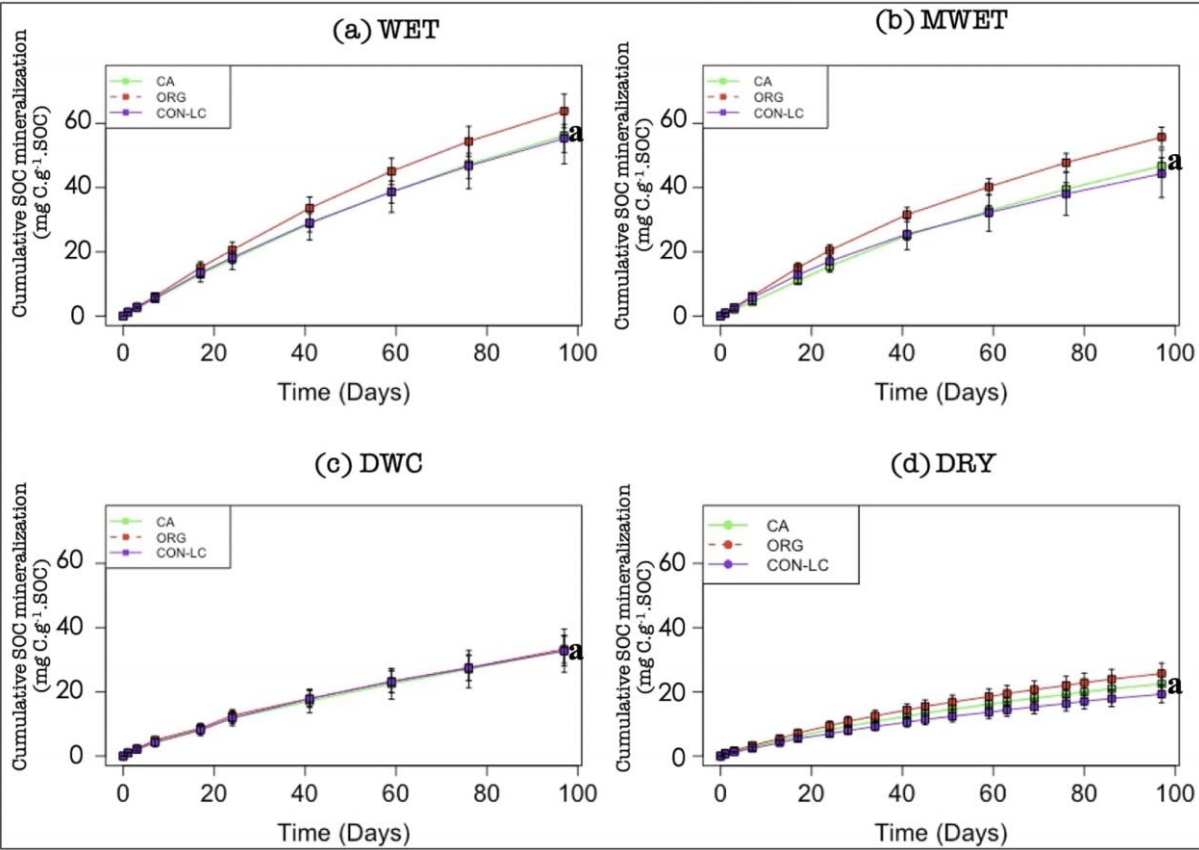 (a) WET
Cumulative SOC mineralization
(mg C.g⁻¹.SOC)
CA
ORG
CON-LC
60
40
20
0
a
0 20 40 60 80 100
Time (Days)
(b) MWET
Cumulative SOC mineralization
(mg C.g⁻¹.SOC)
CA
ORG
CON-LC
60
40
20
0
a
0 20 40 60 80 100
Time (Days)
(c) DWC
Cumulative SOC mineralization
(mg C.g⁻¹.SOC)
CA
ORG
CON-LC
60
40
20
0
a
0 20 40 60 80 100
Time (Days)
(d) DRY
Cumulative SOC mineralization
(mg C.g⁻¹.SOC)
CA
ORG
CON-LC
60
40
20
0
a
0 20 40 60 80 100
Time (Days)